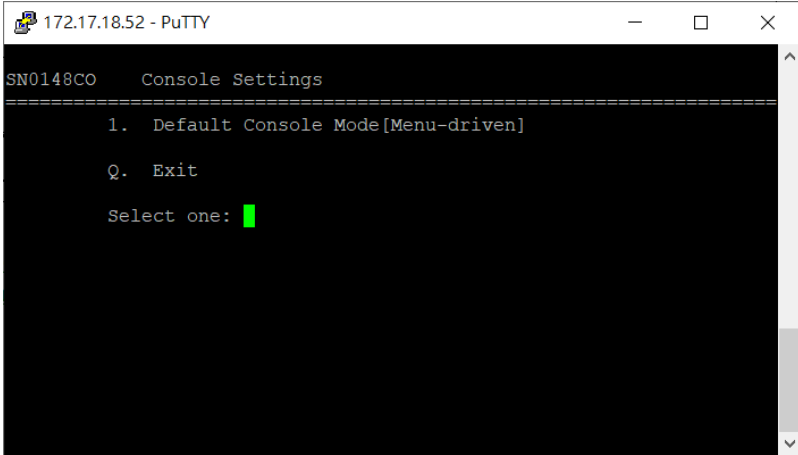 172.17.18.52 - PuTTY
SN0148CO    Console Settings
====================================================================
1.  Default Console Mode[Menu-driven]
Q.  Exit
Select one: